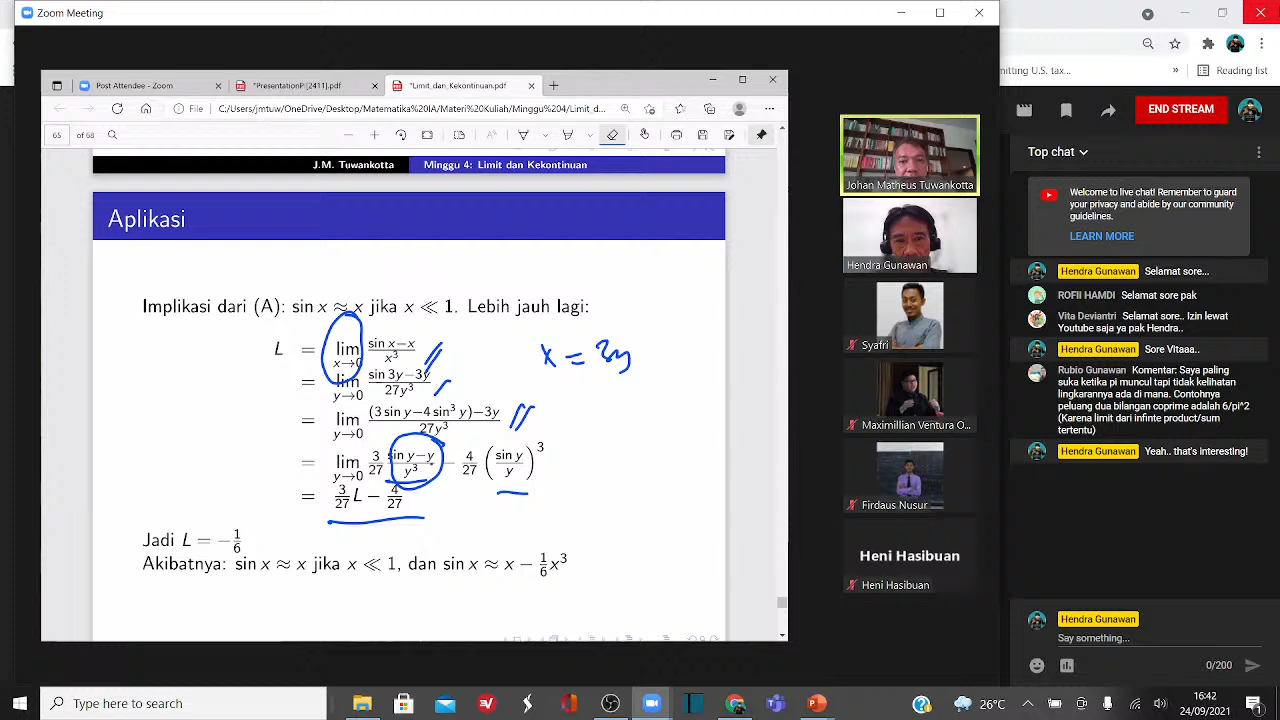 Zoom Meeting
Post Attendee - Zoom
"PresentationP_[2411].pdf
"Limit_dan_Kekontinuan.pdf
File
C:/Users/jmtuw/OneDrive/Desktop/Matematika%20IA/Materi%20Kuliah/Minggu%204/Limit_d...
65 of 68
J.M. Tuwankotta Minggu 4: Limit dan Kekontinuan
Aplikasi
Implikasi dari (A): sin x ≈ x jika x ≪ 1. Lebih jauh lagi:
L = lim x→0 (sin x−x)/x³
x = 3y
= lim y→0 (sin 3y−3y)/27y³
= lim y→0 ((3 sin y−4 sin³ y)−3y)/27y³
= lim y→0 3/27 (sin y−y)/y³ − 4/27 (sin y/y)³
= 3/27 L − 4/27
Jadi L = −1/6
Akibatnya: sin x ≈ x jika x ≪ 1, dan sin x ≈ x − 1/6 x³
Johan Matheus Tuwankotta
Hendra Gunawan
Syafri
Maximillian Ventura O...
Firdaus Nusur
Heni Hasibuan
Heni Hasibuan
mitting U.S. tax...
»
Reading list
END STREAM
Top chat
Welcome to live chat! Remember to guard
your privacy and abide by our community
guidelines.
LEARN MORE
Hendra Gunawan Selamat sore...
ROFII HAMDI Selamat sore pak
Vita Deviantri Slmt sore. Izin lewat
Youtube saja ya pak Hendra..
Hendra Gunawan Sore Vitaaa..
Rubio Gunawan Komentar: Saya paling
suka ketika pi muncul tapi tidak kelihatan
lingkarannya ada di mana! Contohnya
peluang dua bilangan coprime adalah 6/pi^2
(Karena limit dari infinite product/sum
tertentu)
Hendra Gunawan Yeah.. that's right!
Hendra Gunawan
Say something...
0/200
Type here to search
26°C
16:42
24/09/2021